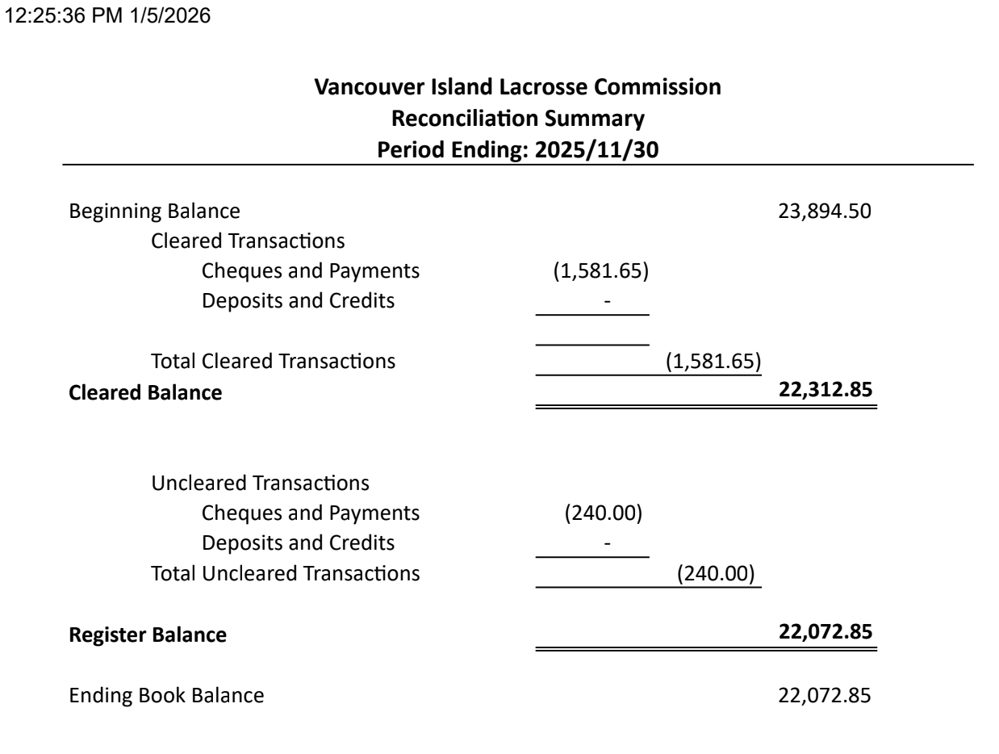 12:25:36 PM 1/5/2026
Vancouver Island Lacrosse Commission
Reconciliation Summary
Period Ending: 2025/11/30
Beginning Balance 23,894.50
Cleared Transactions
Cheques and Payments (1,581.65)
Deposits and Credits -
Total Cleared Transactions (1,581.65)
Cleared Balance 22,312.85
Uncleared Transactions
Cheques and Payments (240.00)
Deposits and Credits -
Total Uncleared Transactions (240.00)
Register Balance 22,072.85
Ending Book Balance 22,072.85